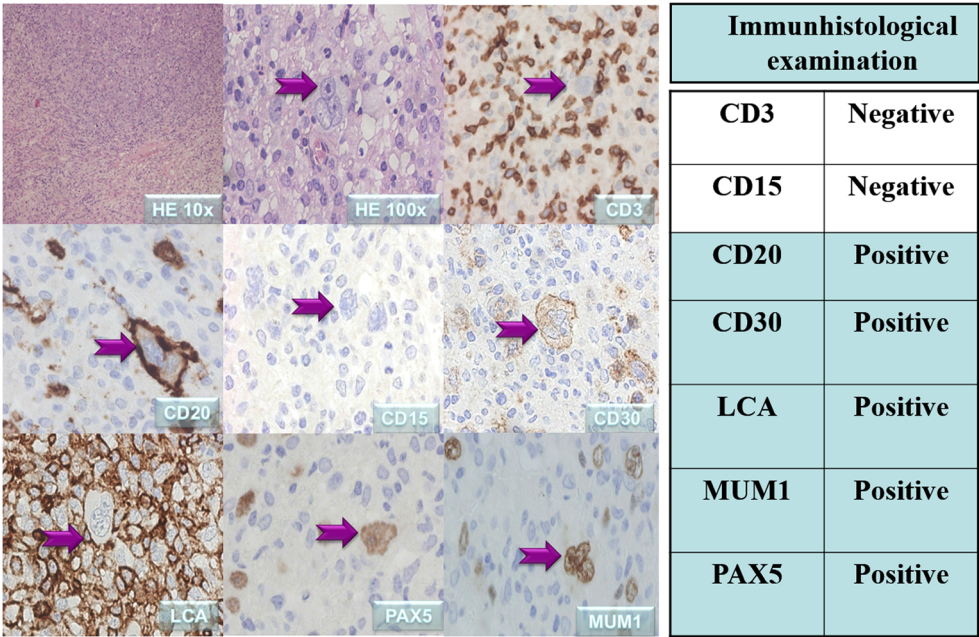 HE 10x
HE 100x
CD3
CD20
CD15
CD30
LCA
PAX5
MUM1
Immunhistological
examination
CD3 Negative
CD15 Negative
CD20 Positive
CD30 Positive
LCA Positive
MUM1 Positive
PAX5 Positive